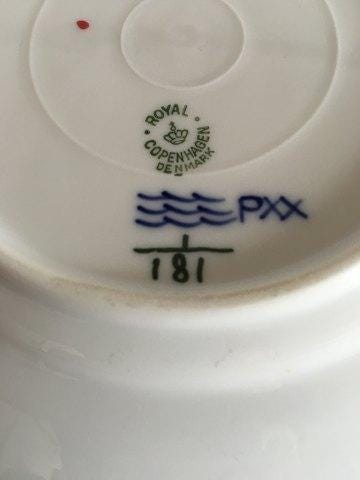 ROYAL
COPENHAGEN
DENMARK
PXX
1
181